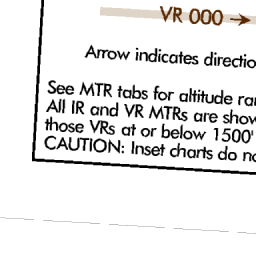 VR 000 →
Arrow indicates directio
See MTR tabs for altitude ra
All IR and VR MTRs are show
those VRs at or below 1500'
CAUTION: Inset charts do no